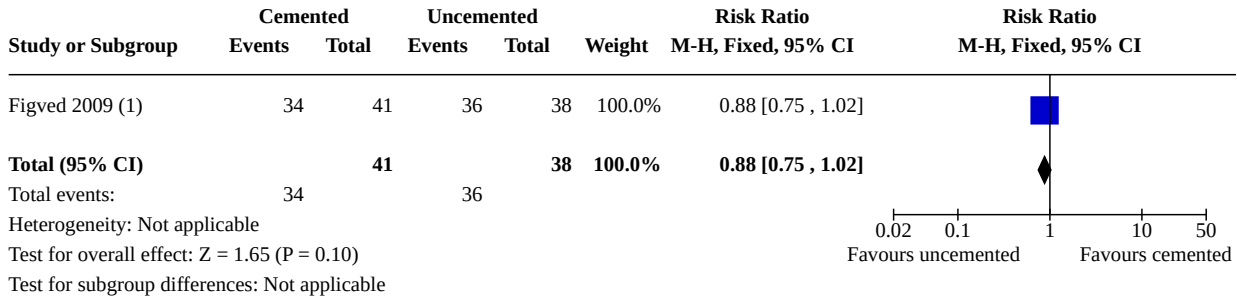 Cemented Uncemented Risk Ratio Risk Ratio
Study or Subgroup Events Total Events Total Weight M-H, Fixed, 95% CI M-H, Fixed, 95% CI
Figved 2009 (1) 34 41 36 38 100.0% 0.88 [0.75 , 1.02]
Total (95% CI) 41 38 100.0% 0.88 [0.75 , 1.02]
Total events: 34 36
Heterogeneity: Not applicable
0.02 0.1 1 10 50
Test for overall effect: Z = 1.65 (P = 0.10) Favours uncemented Favours cemented
Test for subgroup differences: Not applicable